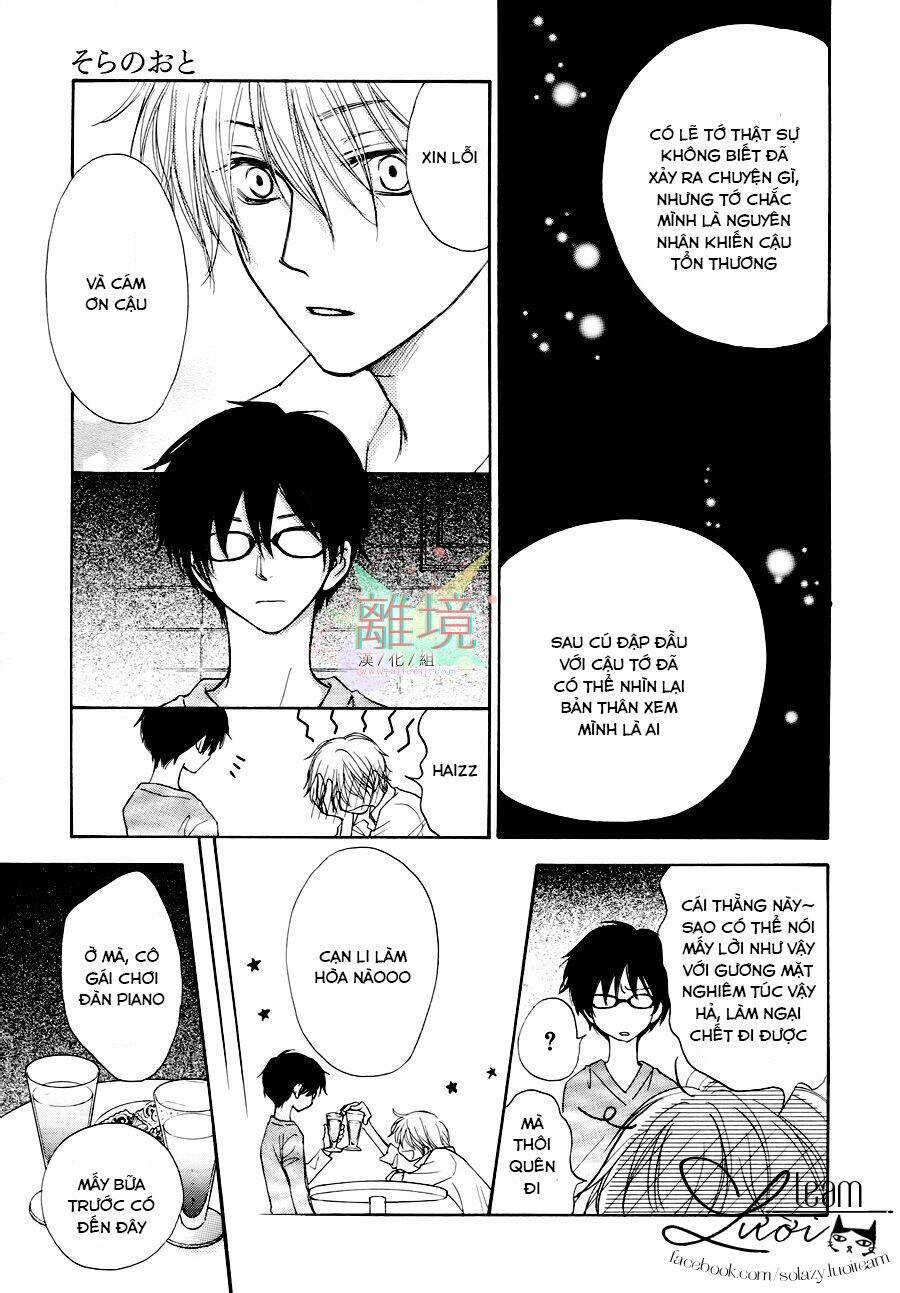 そらのおと
CÓ LẼ TỚ THẬT SỰ
KHÔNG BIẾT ĐÃ
XẢY RA CHUYỆN GÌ,
NHƯNG TỚ CHẮC
MÌNH LÀ NGUYÊN
NHÂN KHIẾN CẬU
TỔN THƯƠNG
SAU CÚ ĐẬP ĐẦU
VỚI CẬU TỚ ĐÃ
CÓ THỂ NHÌN LẠI
BẢN THÂN XEM
MÌNH LÀ AI
XIN LỖI
VÀ CÁM
ƠN CẬU
離境
漢/化/組
HAIZZ
CÁI THẰNG NÀY~
SAO CÓ THỂ NÓI
MẤY LỜI NHƯ VẬY
VỚI GƯƠNG MẶT
NGHIÊM TÚC VẬY
HẢ, LÀM NGẠI
CHẾT ĐI ĐƯỢC
?
MÀ
THÔI
QUÊN
ĐI
CẠN LI LÀM
HÒA NÀOOO
Ở MÀ, CÔ
GÁI CHƠI
ĐÀN PIANO
MẤY BỮA
TRƯỚC CÓ
ĐẾN ĐÂY
team
Lười
facebook.com/solazy.luoiteam